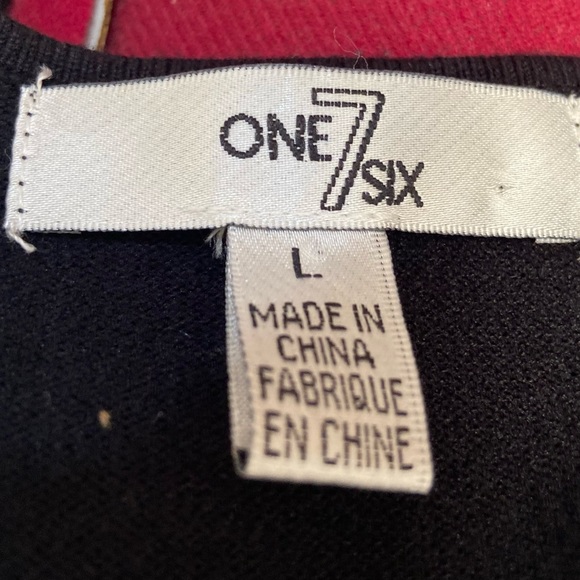 ONE 7 SIX
L
MADE IN
CHINA
FABRIQUE
EN CHINE